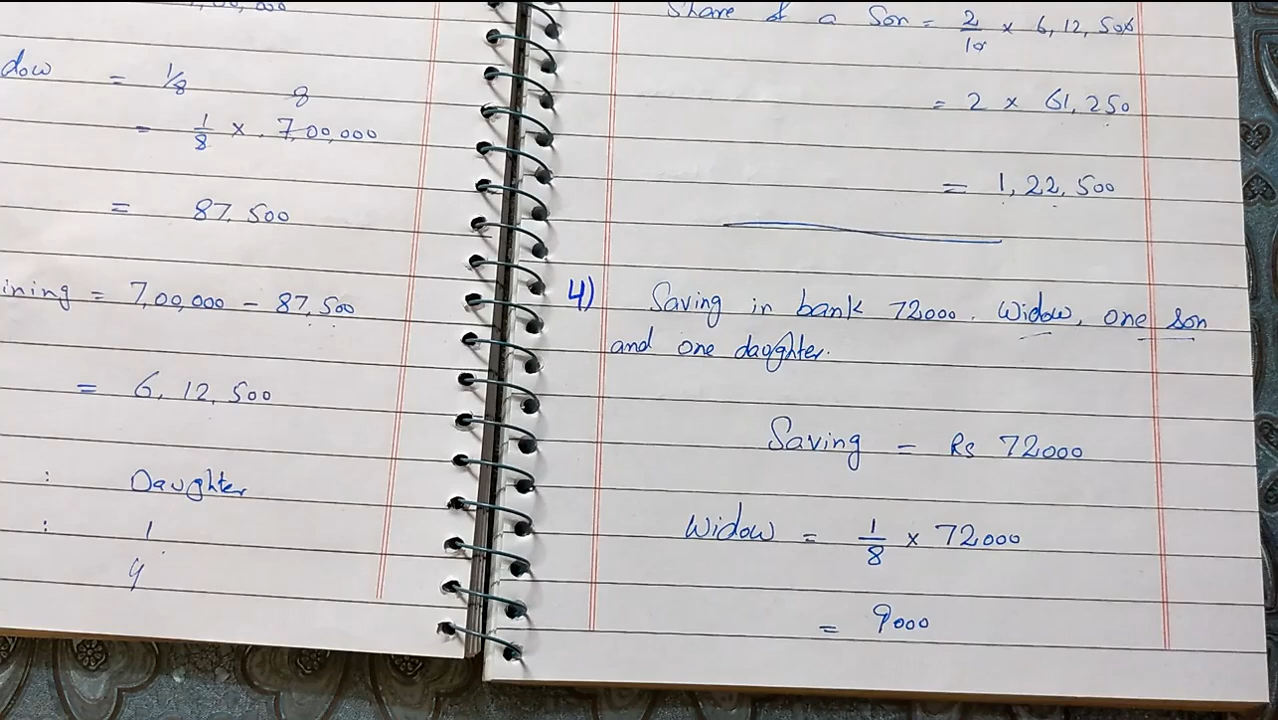 dow = 1/8 8
= 1/8 × 7,00,000
= 87,500
ining = 7,00,000 - 87,500
= 6,12,500
: Daughter
: 1
4
Share of a Son = 2/10 × 6,12,500
= 2 × 61,250
= 1,22,500
4) Saving in bank 72000. Widow, one son
and one daughter.
Saving = Rs 72000
Widow = 1/8 × 72000
= 9000